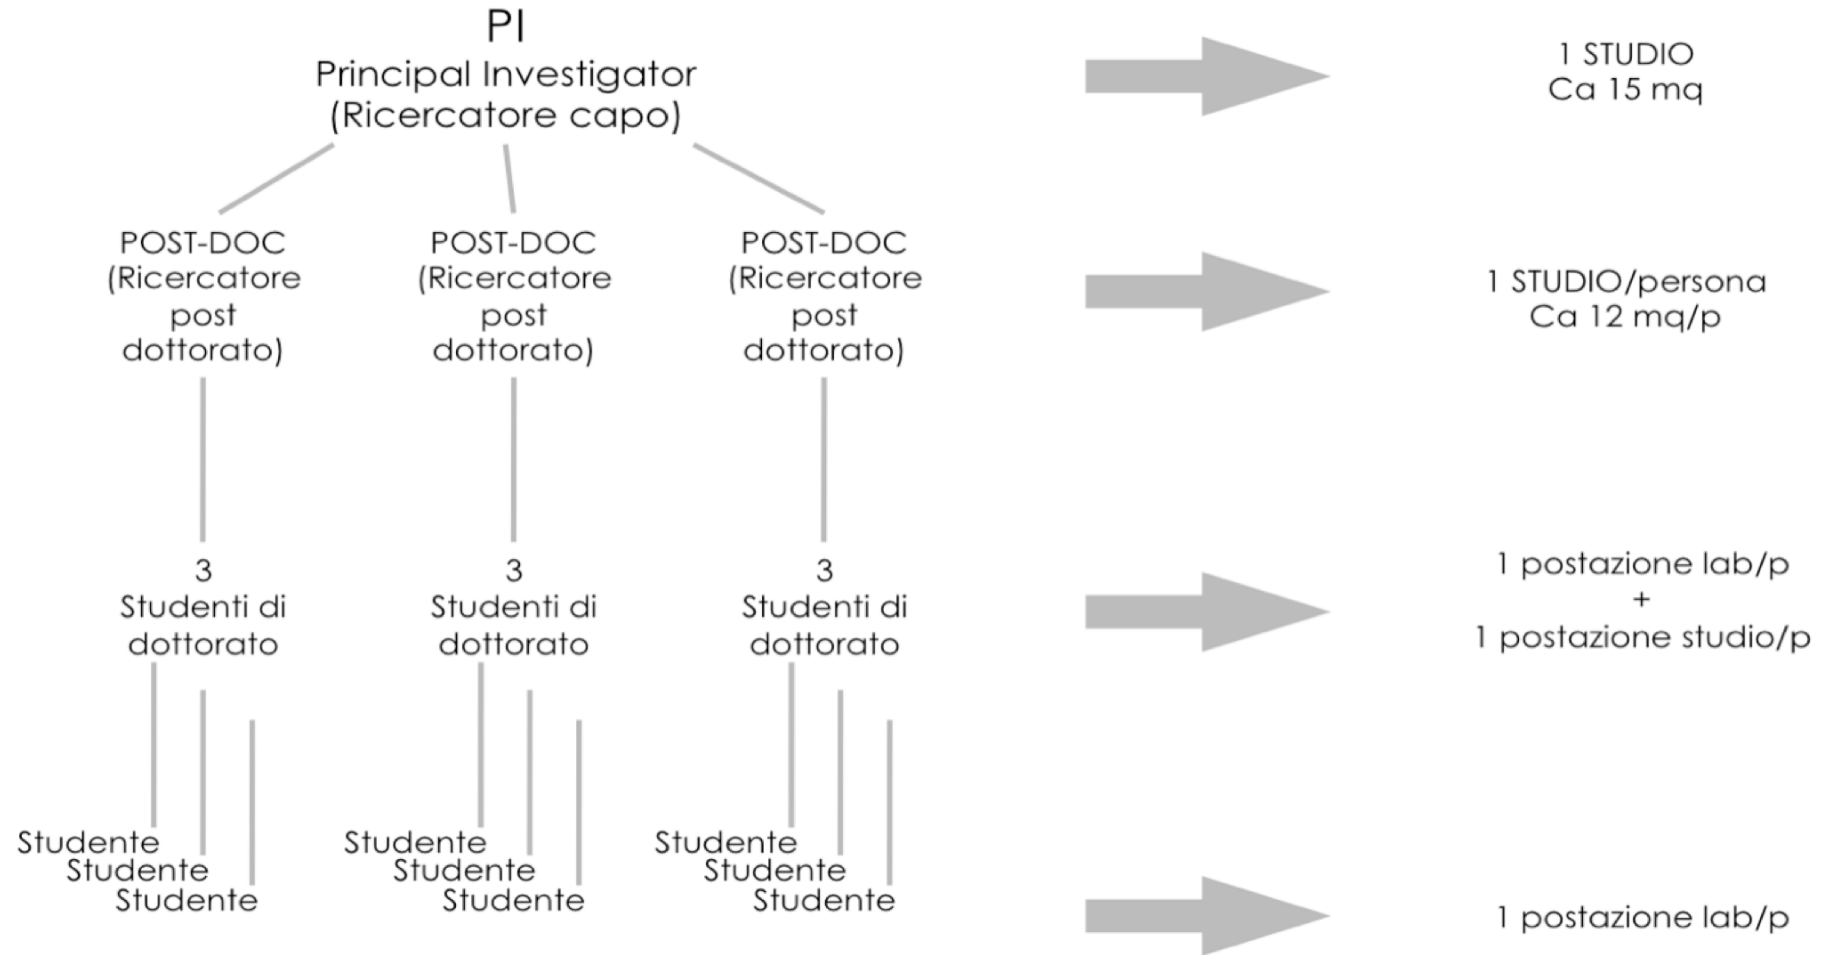 PI
Principal Investigator
(Ricercatore capo)
1 STUDIO
Ca 15 mq
POST-DOC
(Ricercatore
post
dottorato)
POST-DOC
(Ricercatore
post
dottorato)
POST-DOC
(Ricercatore
post
dottorato)
1 STUDIO/persona
Ca 12 mq/p
3
Studenti di
dottorato
3
Studenti di
dottorato
3
Studenti di
dottorato
1 postazione lab/p
+
1 postazione studio/p
Studente
Studente
Studente
Studente
Studente
Studente
Studente
Studente
Studente
1 postazione lab/p